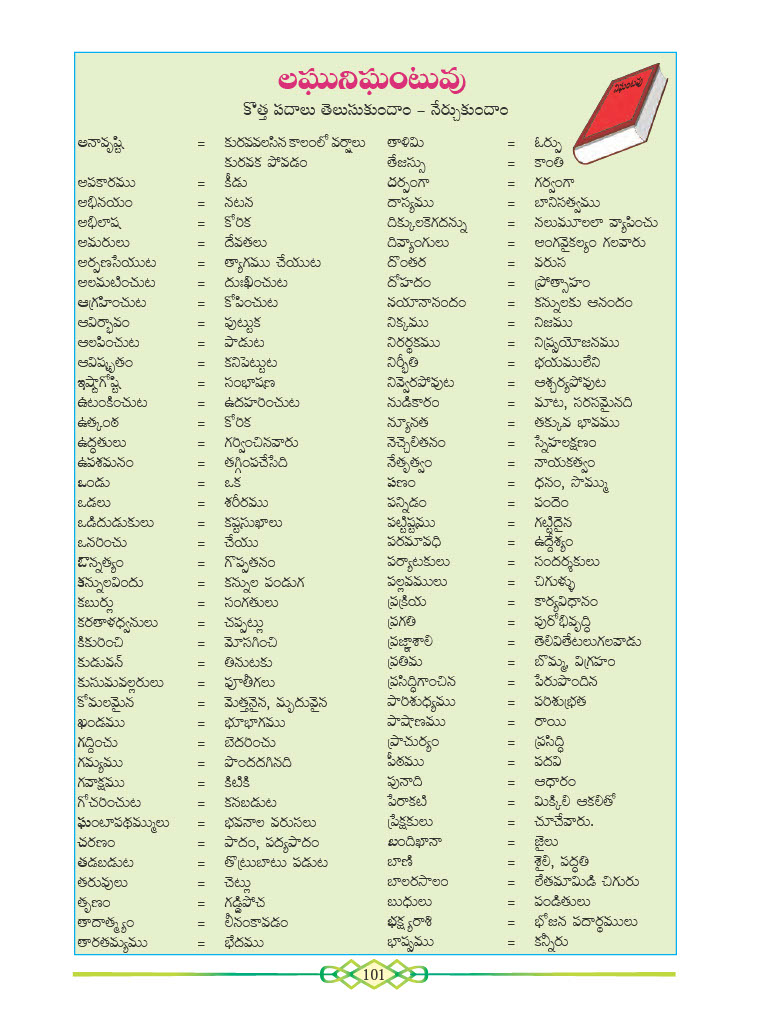 లఘునిఘంటువు
నిఘంటువు
కొత్త పదాలు తెలుసుకుందాం – నేర్చుకుందాం
అనావృష్టి = కురవవలసిన కాలంలో వర్షాలు
కురవక పోవడం
అపకారము = కీడు
అభినయం = నటన
అభిలాష = కోరిక
అమరులు = దేవతలు
అర్పణసేయుట = త్యాగము చేయుట
అలమటించుట = దుఃఖించుట
ఆగ్రహించుట = కోపించుట
ఆవిర్భావం = పుట్టుక
ఆలపించుట = పాడుట
ఆవిష్కృతం = కనిపెట్టుట
ఇష్టాగోష్టి = సంభాషణ
ఉటంకించుట = ఉదహరించుట
ఉత్కంఠ = కోరిక
ఉద్ధతులు = గర్వించినవారు
ఉపశమనం = తగ్గింపచేసేది
ఒండు = ఒక
ఒడలు = శరీరము
ఒడిదుడుకులు = కష్టసుఖాలు
ఒనరించు = చేయు
ఔన్నత్యం = గొప్పతనం
కన్నులవిందు = కన్నుల పండుగ
కబుర్లు = సంగతులు
కరతాళధ్వనులు = చప్పట్లు
కికురించి = మోసగించి
కుడువన్ = తినుటకు
కుసుమవల్లరులు = పూతీగలు
కోమలమైన = మెత్తనైన, మృదువైన
ఖండము = భూభాగము
గద్దించు = బెదరించు
గమ్యము = పొందదగినది
గవాక్షము = కిటికి
గోచరించుట = కనబడుట
ఘంటాపథమ్ములు = భవనాల వరుసలు
చరణం = పాదం, పద్యపాదం
తడబడుట = తొట్రుబాటు పడుట
తరువులు = చెట్లు
తృణం = గడ్డిపోచ
తాదాత్మ్యం = లీనంకావడం
తారతమ్యము = భేదము
తాళిమి = ఓర్పు
తేజస్సు = కాంతి
దర్పంగా = గర్వంగా
దాస్యము = బానిసత్వము
దిక్కులకెగదన్ను = నలుమూలలా వ్యాపించు
దివ్యాంగులు = అంగవైకల్యం గలవారు
దొంతర = వరుస
దోహదం = ప్రోత్సాహం
నయానానందం = కన్నులకు ఆనందం
నిక్కము = నిజము
నిరర్థకము = నిష్ప్రయోజనము
నిర్భీతి = భయములేని
నివ్వెరపోవుట = ఆశ్చర్యపోవుట
నుడికారం = మాట, సరసమైనది
న్యూనత = తక్కువ భావము
నెచ్చెలితనం = స్నేహలక్షణం
నేతృత్వం = నాయకత్వం
పణం = ధనం, సొమ్ము
పన్నిడం = పందెం
పట్టిష్టము = గట్టిదైన
పరమావధి = ఉద్దేశ్యం
పర్యాటకులు = సందర్శకులు
పల్లవములు = చిగుళ్ళు
ప్రక్రియ = కార్యవిధానం
ప్రగతి = పురోభివృద్ధి
ప్రజ్ఞాశాలి = తెలివితేటలుగలవాడు
ప్రతిమ = బొమ్మ, విగ్రహం
ప్రసిద్ధిగాంచిన = పేరుపొందిన
పారిశుధ్యము = పరిశుభ్రత
పాషాణము = రాయి
ప్రాచుర్యం = ప్రసిద్ధి
పీఠము = పదవి
పునాది = ఆధారం
పేరాకటి = మిక్కిలి ఆకలితో
ప్రేక్షకులు = చూచేవారు.
బందిఖానా = జైలు
బాణి = శైలి, పద్ధతి
బాలరసాలం = లేతమామిడి చిగురు
బుధులు = పండితులు
భక్ష్యరాశి = భోజన పదార్థములు
భాష్పము = కన్నీరు
101